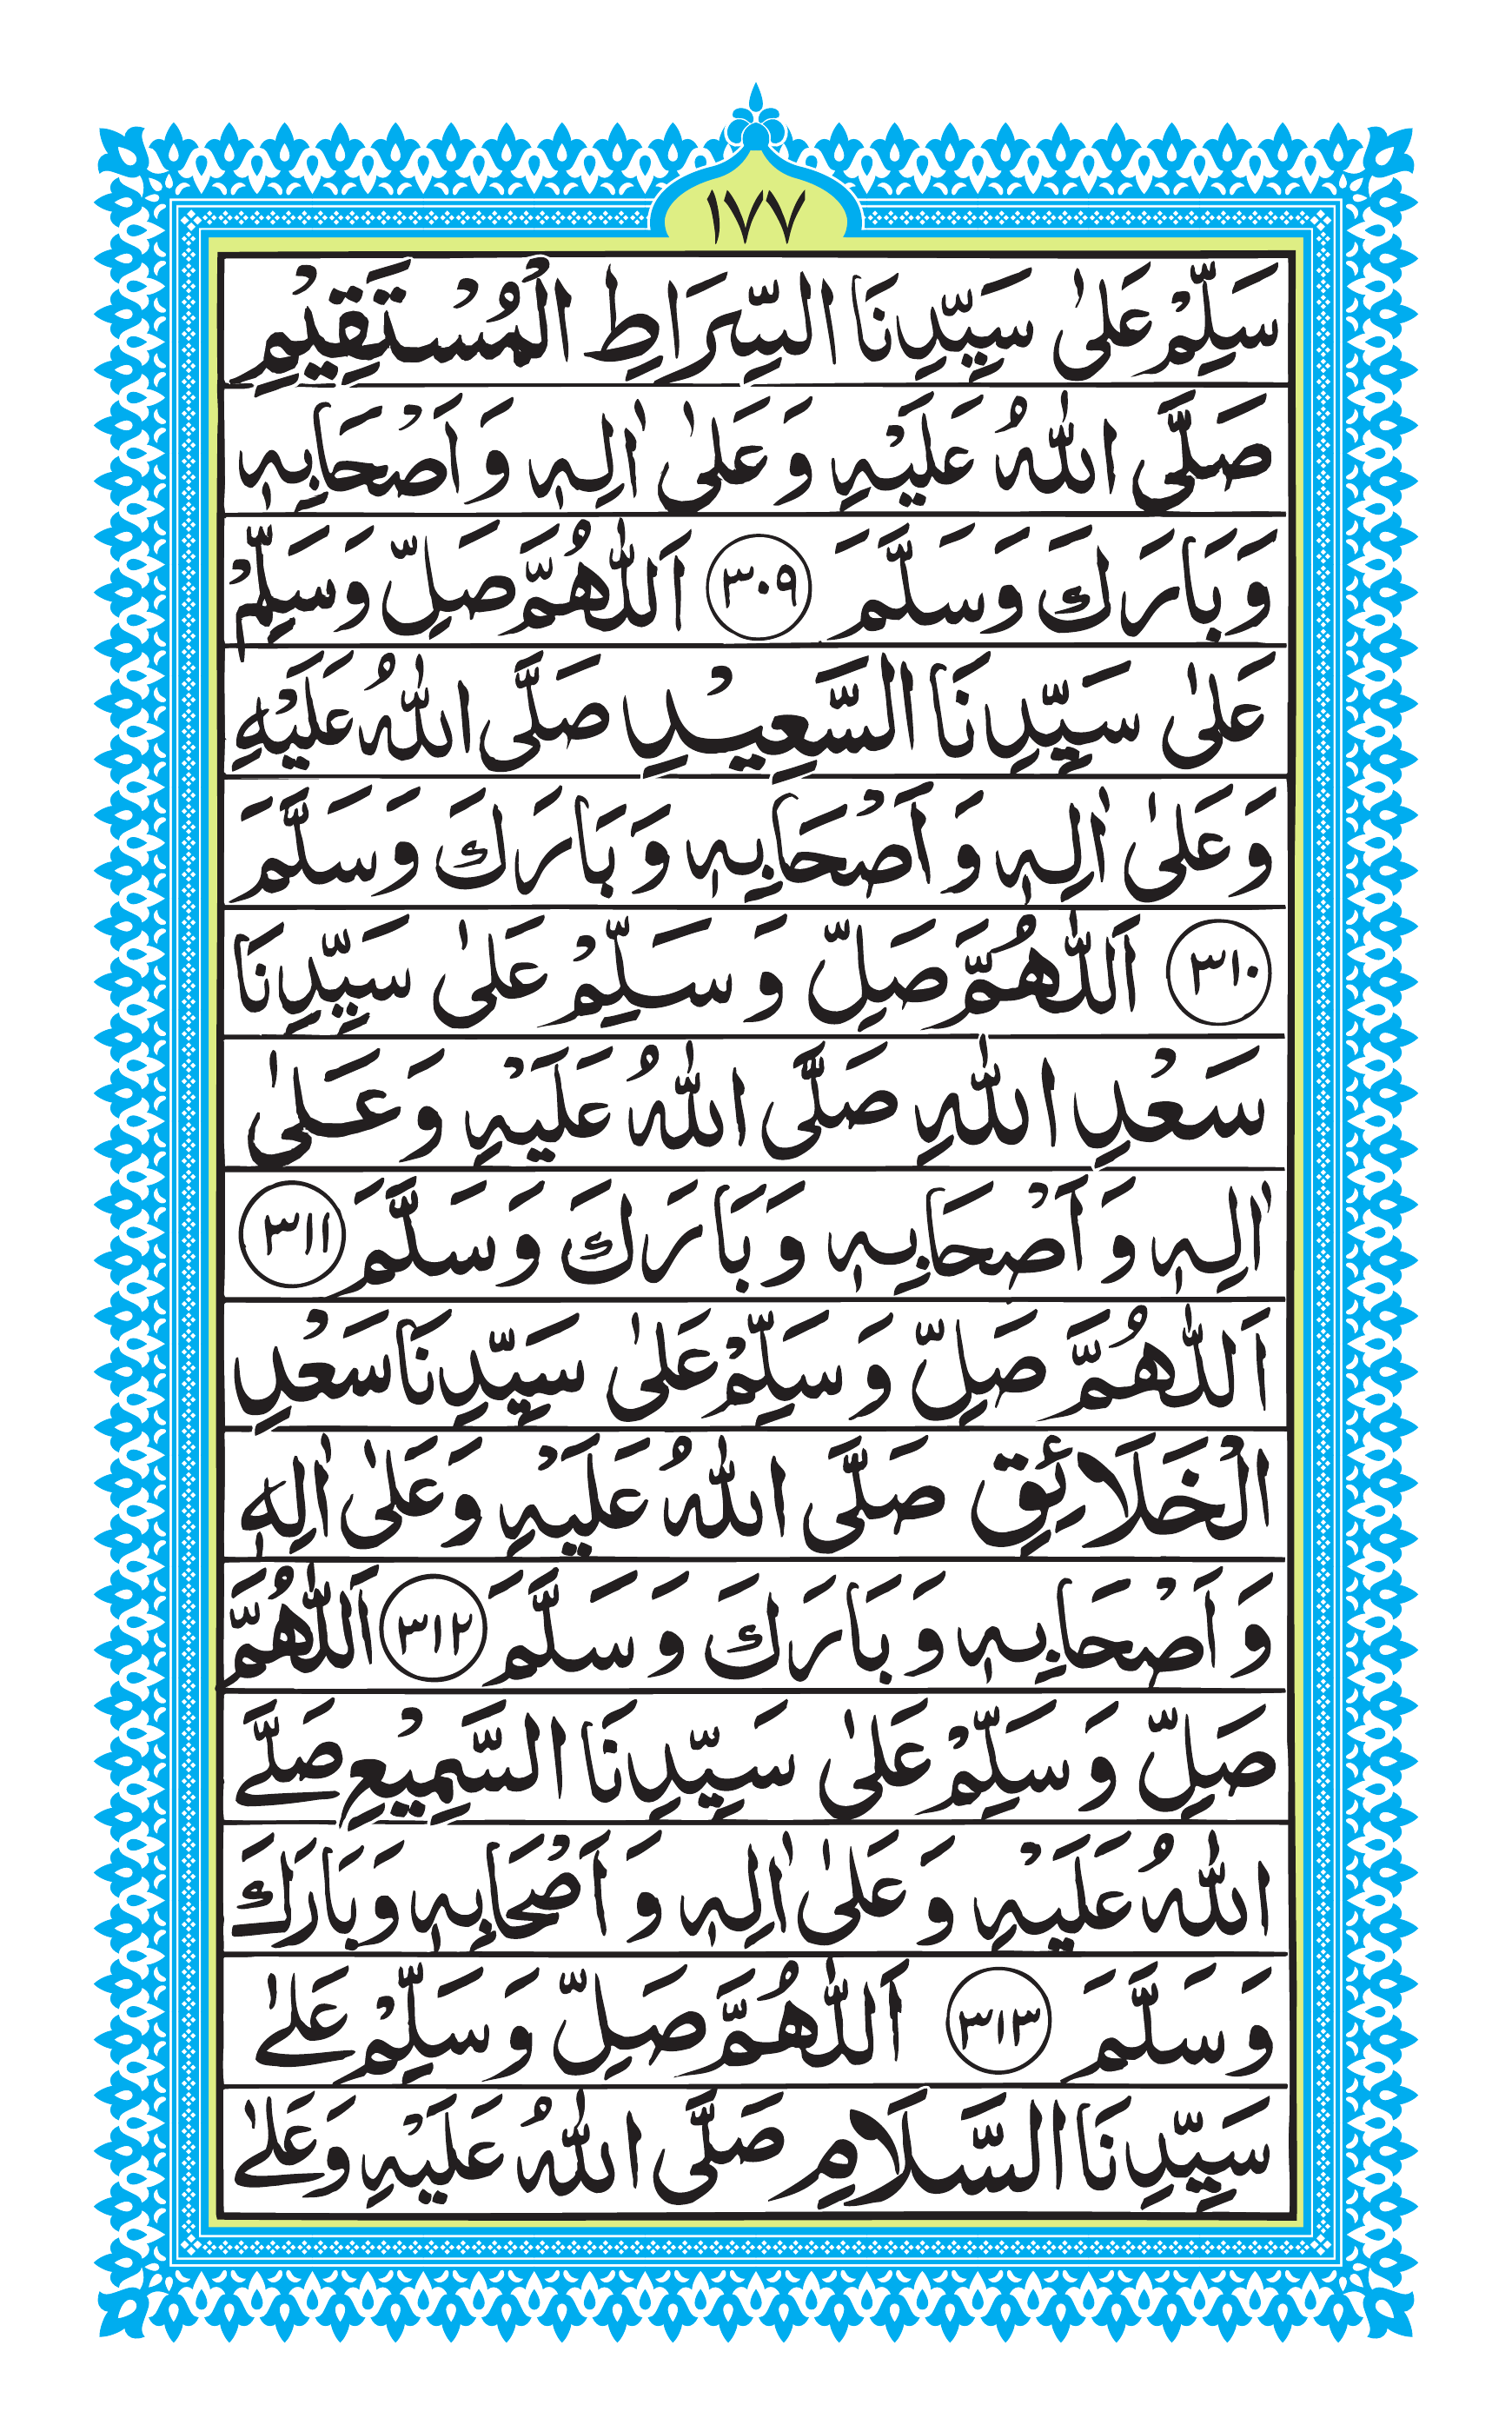 ١٧٧
سَلِّمْ عَلٰى سَيِّدِنَا السِّرَاطِ الْمُسْتَقِيْمِ
صَلَّى اللّٰهُ عَلَيْهِ وَعَلٰى اٰلِهٖ وَاَصْحَابِهٖ
وَبَارَكَ وَسَلَّمَ ٣٠٩ اَللّٰهُمَّ صَلِّ وَسَلِّمْ
عَلٰى سَيِّدِنَا السَّعِيْدِ صَلَّى اللّٰهُ عَلَيْهِ
وَعَلٰى اٰلِهٖ وَاَصْحَابِهٖ وَبَارَكَ وَسَلَّمَ
٣١٠ اَللّٰهُمَّ صَلِّ وَسَلِّمْ عَلٰى سَيِّدِنَا
سَعْدِ اللّٰهِ صَلَّى اللّٰهُ عَلَيْهِ وَعَلٰى
اٰلِهٖ وَاَصْحَابِهٖ وَبَارَكَ وَسَلَّمَ ٣١١
اَللّٰهُمَّ صَلِّ وَسَلِّمْ عَلٰى سَيِّدِنَا سَعْدِ
الْخَلَائِقِ صَلَّى اللّٰهُ عَلَيْهِ وَعَلٰى اٰلِهٖ
وَاَصْحَابِهٖ وَبَارَكَ وَسَلَّمَ ٣١٢ اَللّٰهُمَّ
صَلِّ وَسَلِّمْ عَلٰى سَيِّدِنَا السَّمِيْعِ صَلَّے
اللّٰهُ عَلَيْهِ وَعَلٰى اٰلِهٖ وَاَصْحَابِهٖ وَبَارَكَ
وَسَلَّمَ ٣١٣ اَللّٰهُمَّ صَلِّ وَسَلِّمْ عَلٰے
سَيِّدِنَا السَّلَامِ صَلَّى اللّٰهُ عَلَيْهِ وَعَلٰے